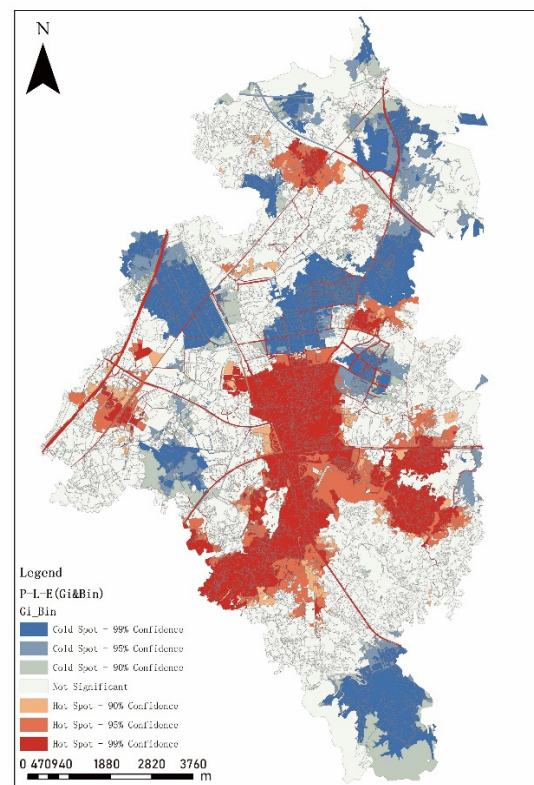 N
Legend
P-L-E(Gi&Bin)
Gi_Bin
Cold Spot - 99% Confidence
Cold Spot - 95% Confidence
Cold Spot - 90% Confidence
Not Significant
Hot Spot - 90% Confidence
Hot Spot - 95% Confidence
Hot Spot - 99% Confidence
0 470940 1880 2820 3760
m